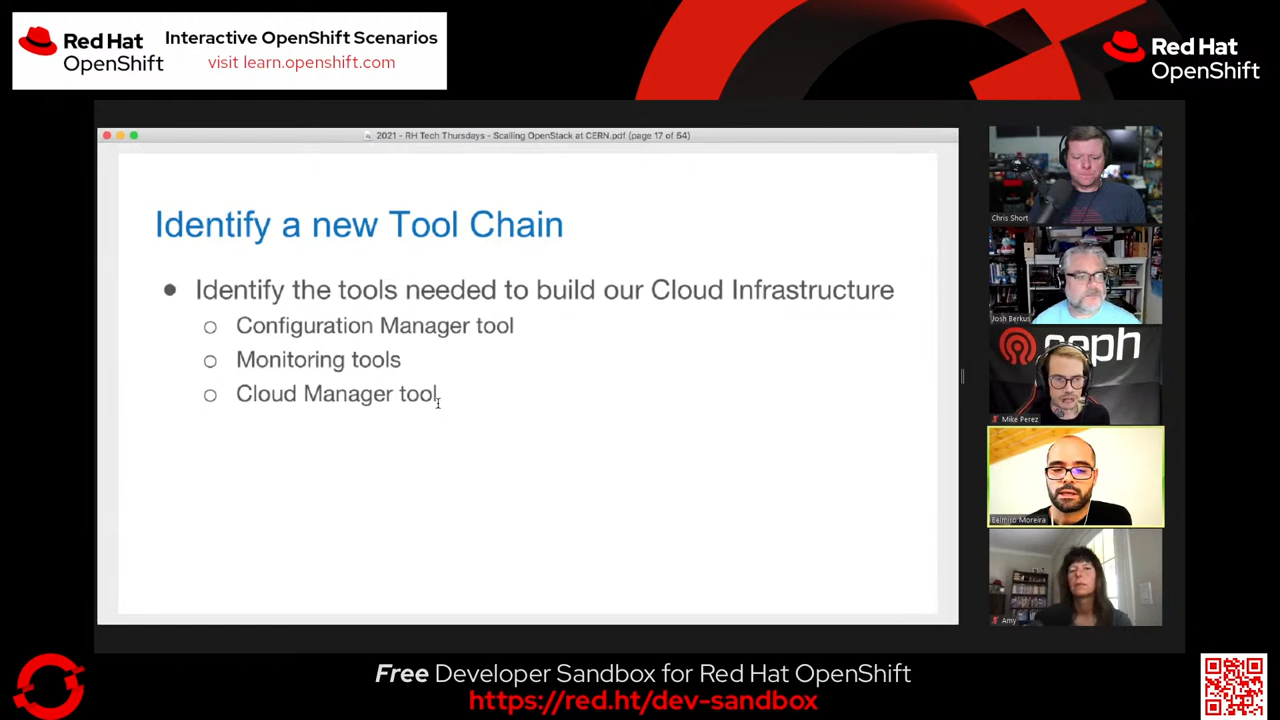 Red Hat
OpenShift
Interactive OpenShift Scenarios
visit learn.openshift.com
Red Hat
OpenShift
2021 - RH Tech Thursdays - Scaling OpenStack at CERN.pdf (page 17 of 54)
Identify a new Tool Chain
● Identify the tools needed to build our Cloud Infrastructure
○ Configuration Manager tool
○ Monitoring tools
○ Cloud Manager tool
Chris Short
Josh Berkus
ceph
Mike Perez
Belmiro Moreira
Amy
Free Developer Sandbox for Red Hat OpenShift
https://red.ht/dev-sandbox